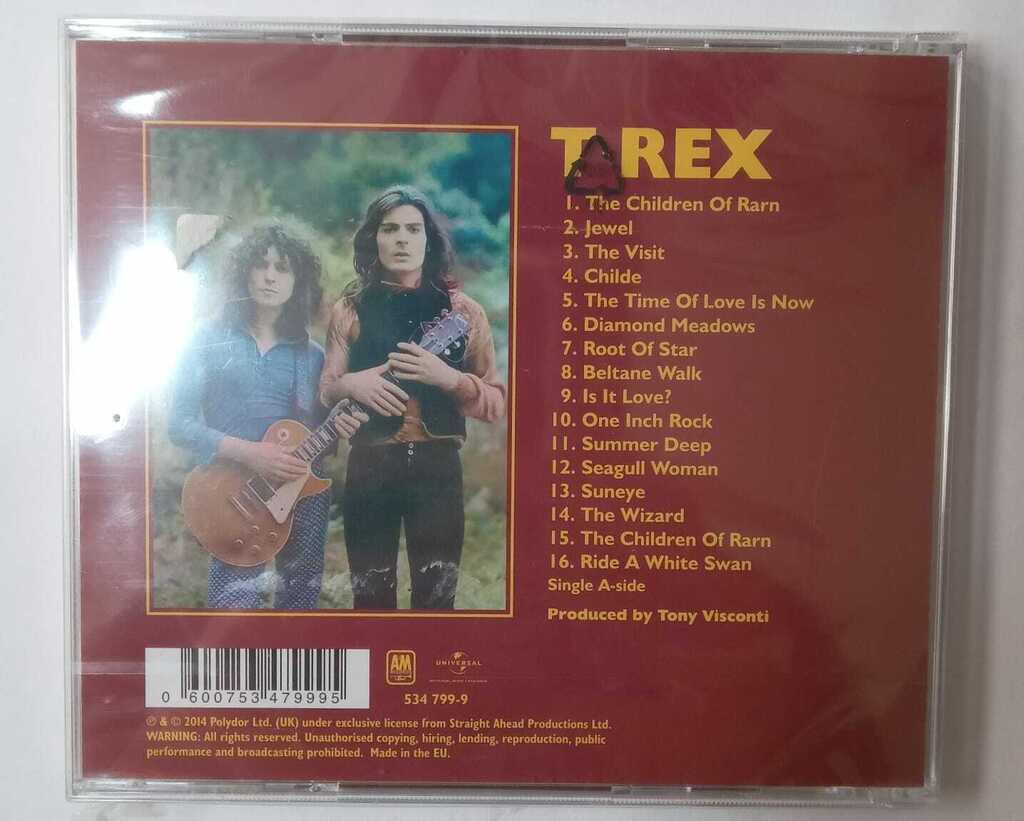 T REX
1. The Children Of Rarn
2. Jewel
3. The Visit
4. Childe
5. The Time Of Love Is Now
6. Diamond Meadows
7. Root Of Star
8. Beltane Walk
9. Is It Love?
10. One Inch Rock
11. Summer Deep
12. Seagull Woman
13. Suneye
14. The Wizard
15. The Children Of Rarn
16. Ride A White Swan
Single A-side
Produced by Tony Visconti
0 600753 479995
AM
UNIVERSAL
534 799-9
℗ & © 2014 Polydor Ltd. (UK) under exclusive license from Straight Ahead Productions Ltd.
WARNING: All rights reserved. Unauthorised copying, hiring, lending, reproduction, public
performance and broadcasting prohibited. Made in the EU.